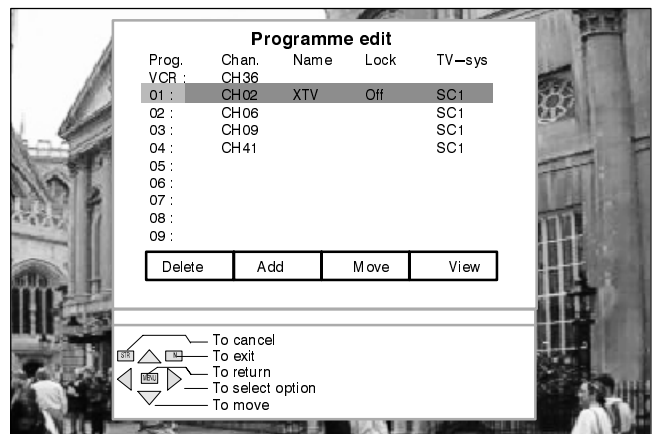 Programme edit
Prog. Chan. Name Lock TV-sys
VCR : CH36
01 : CH02 XTV Off SC1
02 : CH06 SC1
03 : CH09 SC1
04 : CH41 SC1
05 :
06 :
07 :
08 :
09 :
Delete Add Move View
To cancel
STR N To exit
MENU To return
To select option
To move